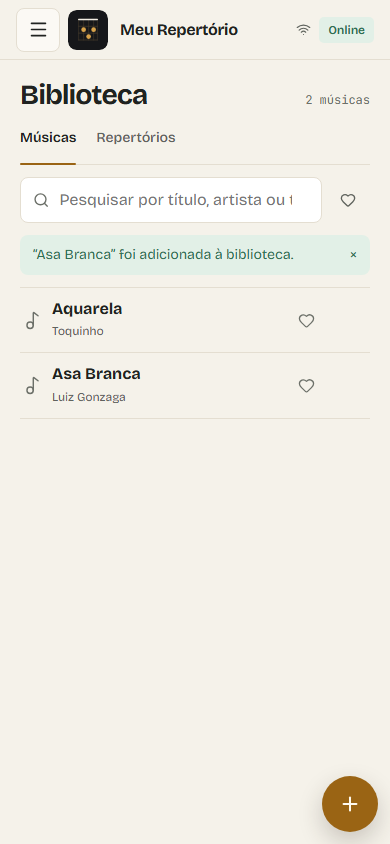 Meu Repertório
Online
Biblioteca
2 músicas
Músicas
Repertórios
Pesquisar por título, artista ou
"Asa Branca" foi adicionada à biblioteca.
×
Aquarela
Toquinho
Asa Branca
Luiz Gonzaga
+